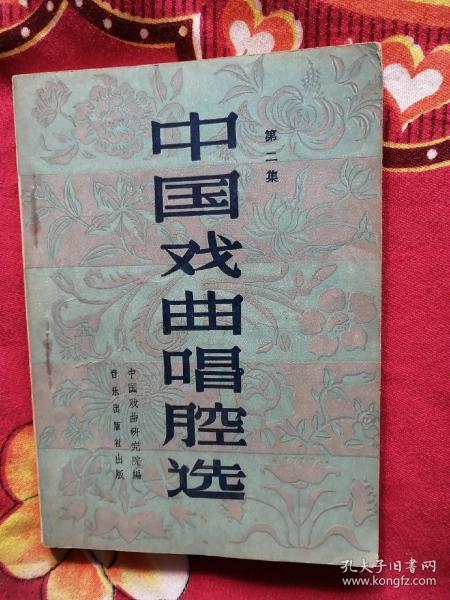 第二集
中国戏曲唱腔选
中国戏曲研究院編
音乐出版社出版
孔夫子旧书网
www.kongfz.com